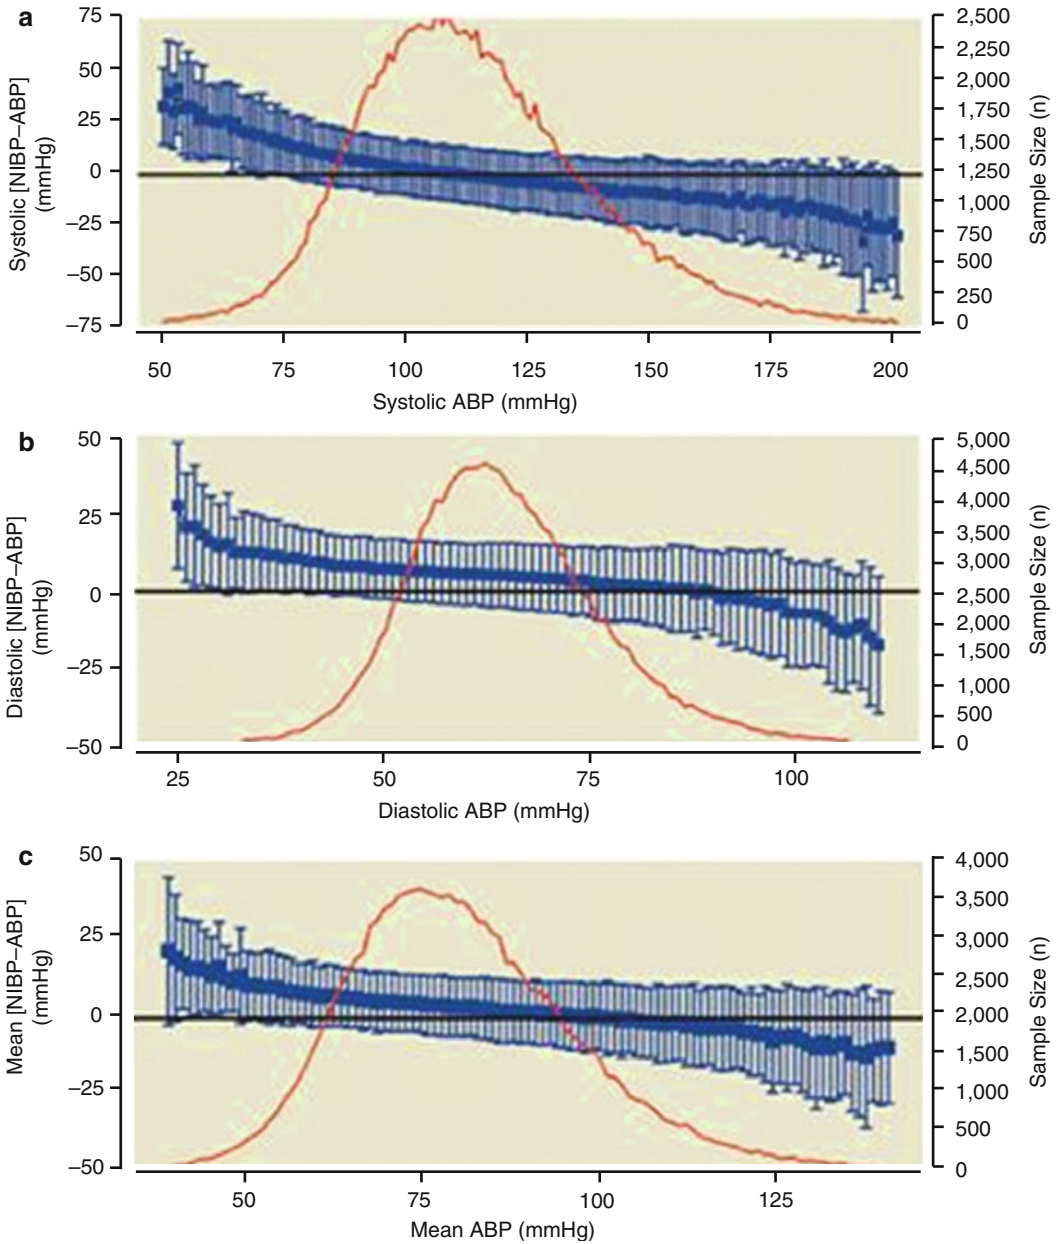 a
Systolic [NIBP–ABP]
(mmHg)
75
50
25
0
–25
–50
–75
2,500
2,250
2,000
1,750
1,500
1,250
1,000
750
500
250
0
Sample Size (n)
50 75 100 125 150 175 200
Systolic ABP (mmHg)
b
Diastolic [NIBP–ABP]
(mmHg)
50
25
0
–25
–50
5,000
4,500
4,000
3,500
3,000
2,500
2,000
1,500
1,000
500
0
Sample Size (n)
25 50 75 100
Diastolic ABP (mmHg)
c
Mean [NIBP–ABP]
(mmHg)
50
25
0
–25
–50
4,000
3,500
3,000
2,500
2,000
1,500
1,000
500
0
Sample Size (n)
50 75 100 125
Mean ABP (mmHg)